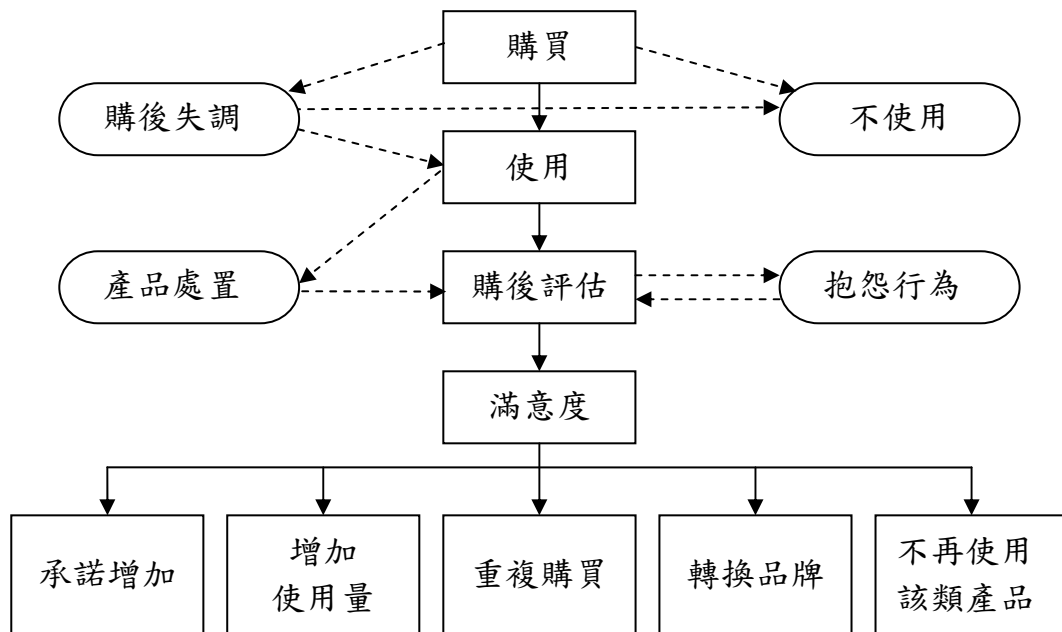 購買
購後失調
不使用
使用
產品處置
購後評估
抱怨行為
滿意度
承諾增加
增加
使用量
重複購買
轉換品牌
不再使用
該類產品